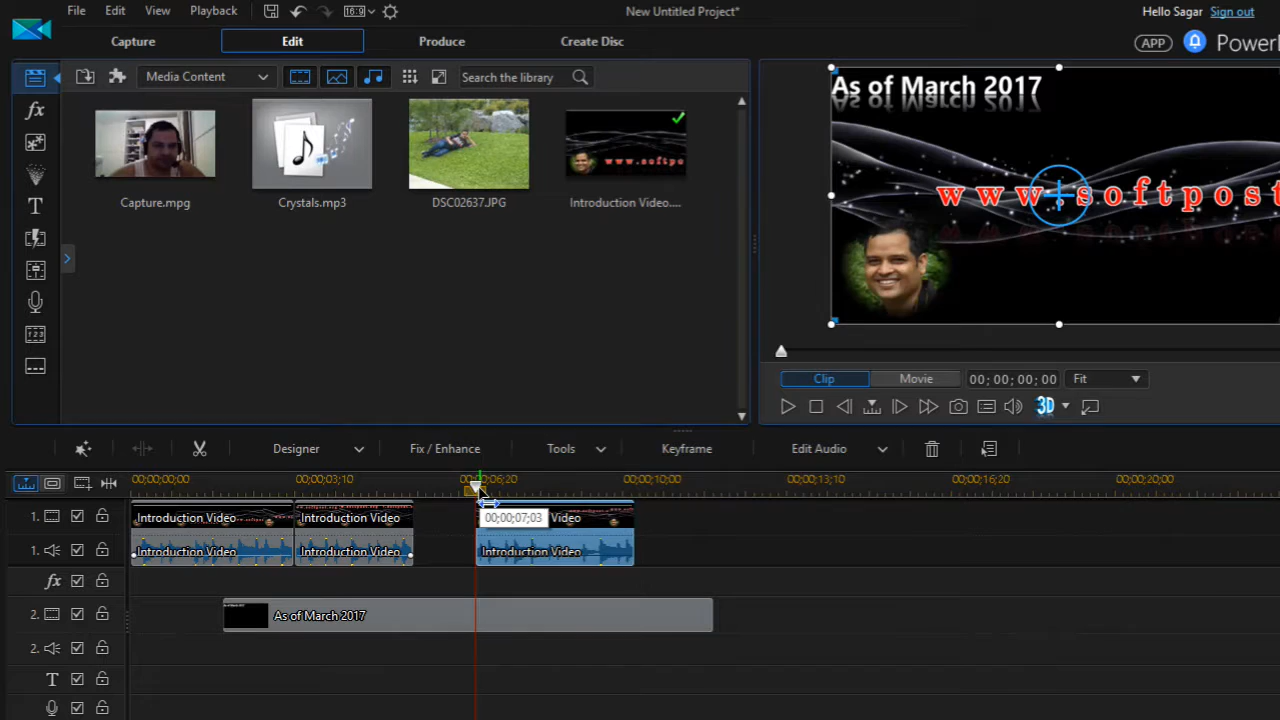 File Edit View Playback 16:9 New Untitled Project* Hello Sagar Sign out
Capture Edit Produce Create Disc APP PowerI
Media Content Search the library
Capture.mpg Crystals.mp3 DSC02637.JPG Introduction Video....
As of March 2017
www.softpost
Clip Movie 00; 00; 00; 00 Fit
3D
Designer Fix / Enhance Tools Keyframe Edit Audio
00;00;00;00 00;00;03;10 00;00;06;20 00;00;10;00 00;00;13;10 00;00;16;20 00;00;20;00
1. Introduction Video Introduction Video 00;00;07;03 Video
1. Introduction Video Introduction Video Introduction Video
fx
2. As of March 2017
2.
T